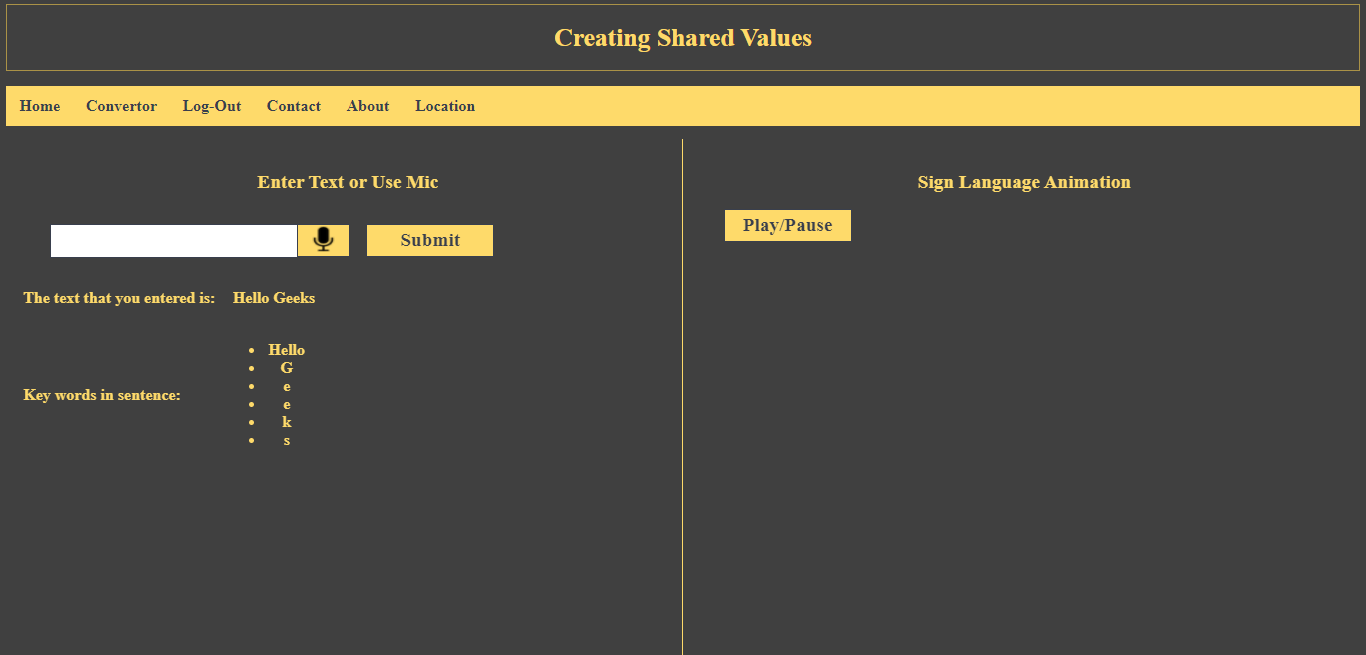 Creating Shared Values
Home Convertor Log-Out Contact About Location
Enter Text or Use Mic
Submit
The text that you entered is: Hello Geeks
Key words in sentence:
• Hello
• G
• e
• e
• k
• s
Sign Language Animation
Play/Pause